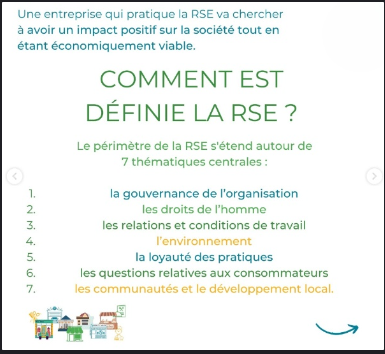 Une entreprise qui pratique la RSE va chercher
à avoir un impact positif sur la société tout en
étant économiquement viable.
COMMENT EST
DÉFINIE LA RSE ?
Le périmètre de la RSE s'étend autour de
7 thématiques centrales :
1. la gouvernance de l'organisation
2. les droits de l'homme
3. les relations et conditions de travail
4. l'environnement
5. la loyauté des pratiques
6. les questions relatives aux consommateurs
7. les communautés et le développement local.